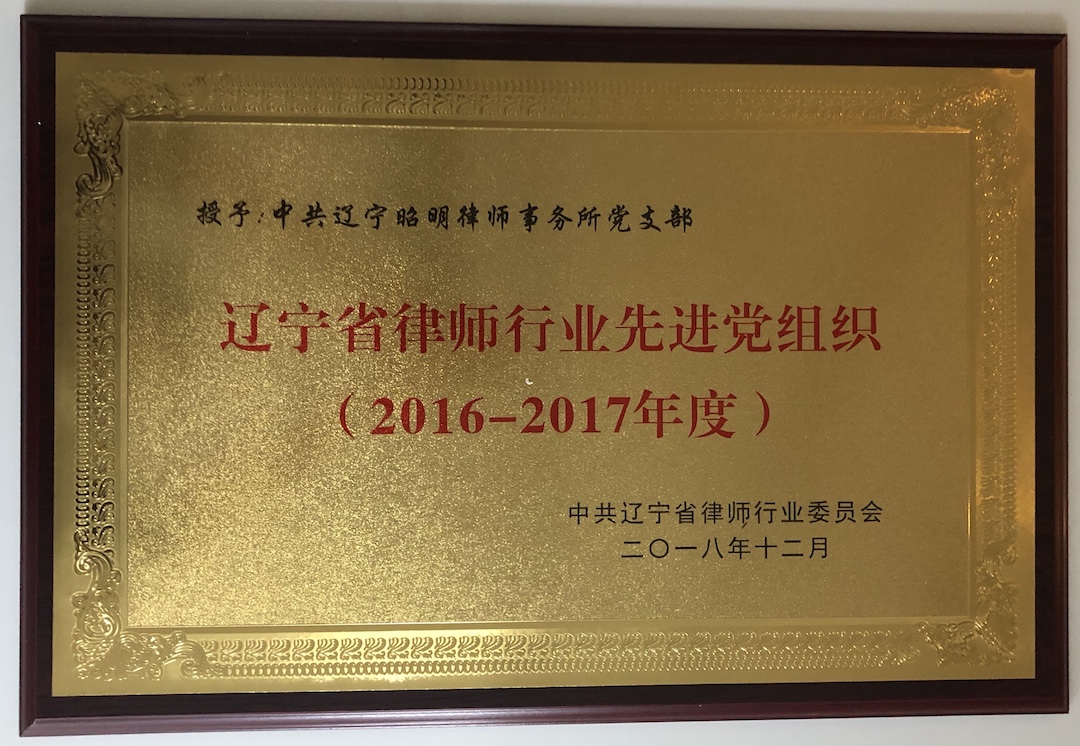 授予:中共辽宁昭明律师事务所党支部
辽宁省律师行业先进党组织
（2016-2017年度）
中共辽宁省律师行业委员会
二〇一八年十二月